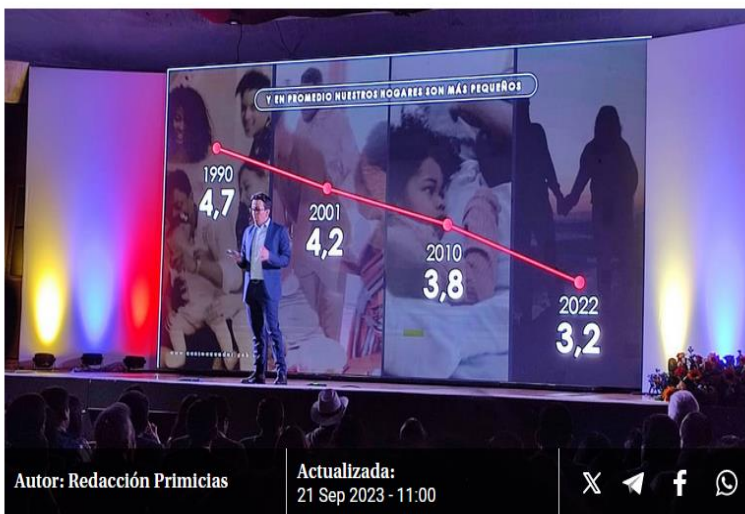 Y EN PROMEDIO NUESTROS HOGARES SON MÁS PEQUEÑOS
1990
4,7
2001
4,2
2010
3,8
2022
3,2
Autor: Redacción Primicias
Actualizada:
21 Sep 2023 - 11:00